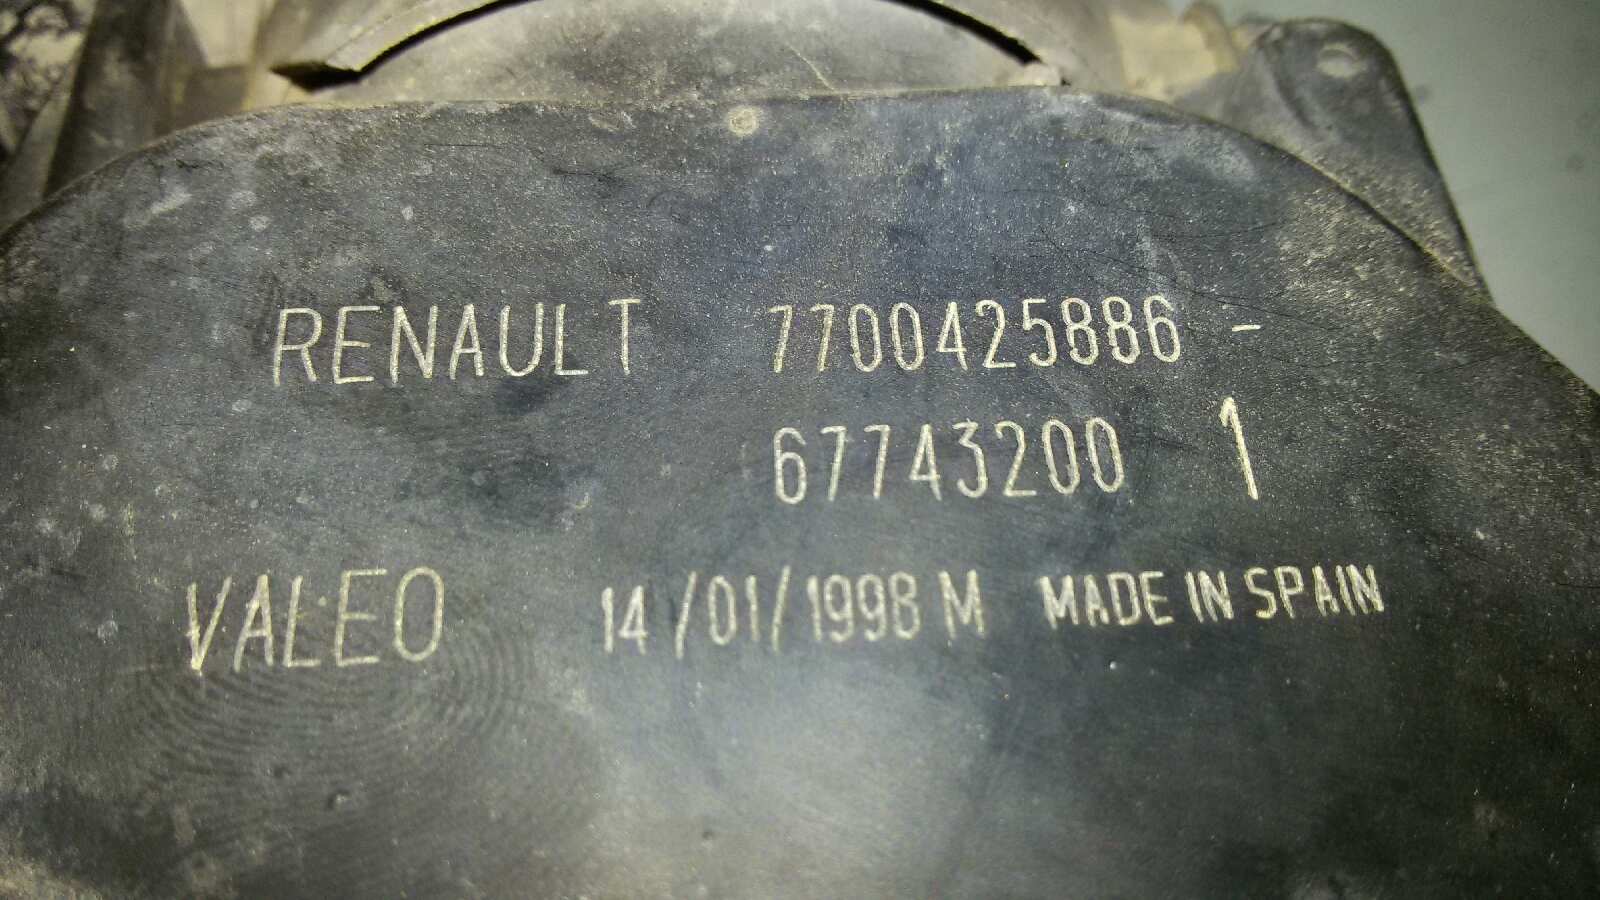 RENAULT 7700425886 -
67743200 1
VALEO 14/01/1998 M MADE IN SPAIN